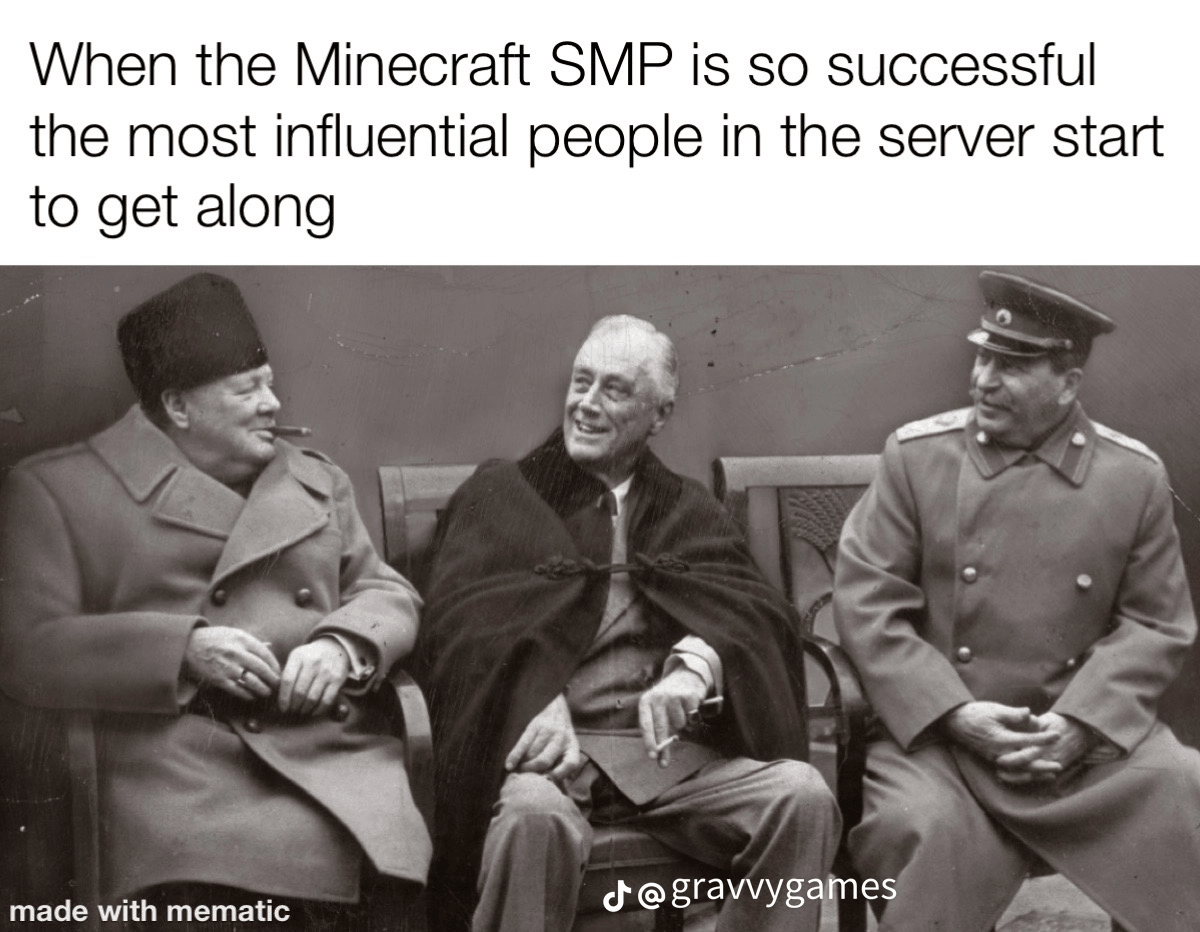 When the Minecraft SMP is so successful
the most influential people in the server start
to get along
@gravvygames
made with mematic